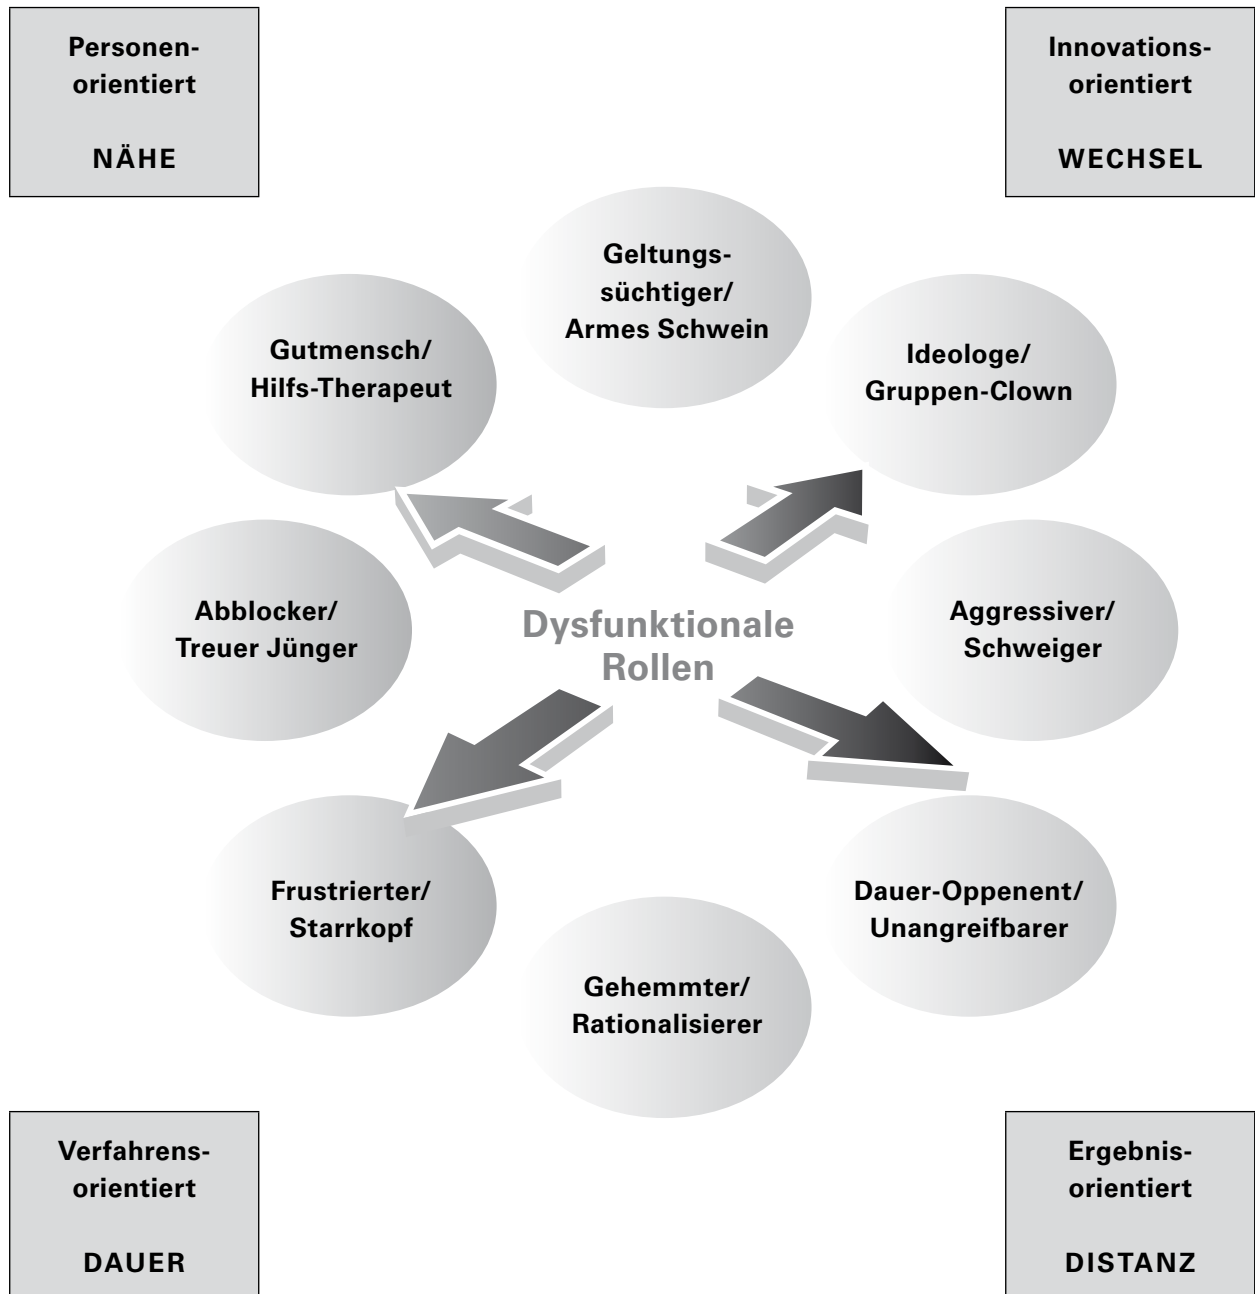 Personen-
orientiert
NÄHE
Innovations-
orientiert
WECHSEL
Geltungs-
süchtiger/
Armes Schwein
Gutmensch/
Hilfs-Therapeut
Ideologe/
Gruppen-Clown
Abblocker/
Treuer Jünger
Dysfunktionale
Rollen
Aggressiver/
Schweiger
Frustrierter/
Starrkopf
Dauer-Oppenent/
Unangreifbarer
Gehemmter/
Rationalisierer
Verfahrens-
orientiert
DAUER
Ergebnis-
orientiert
DISTANZ